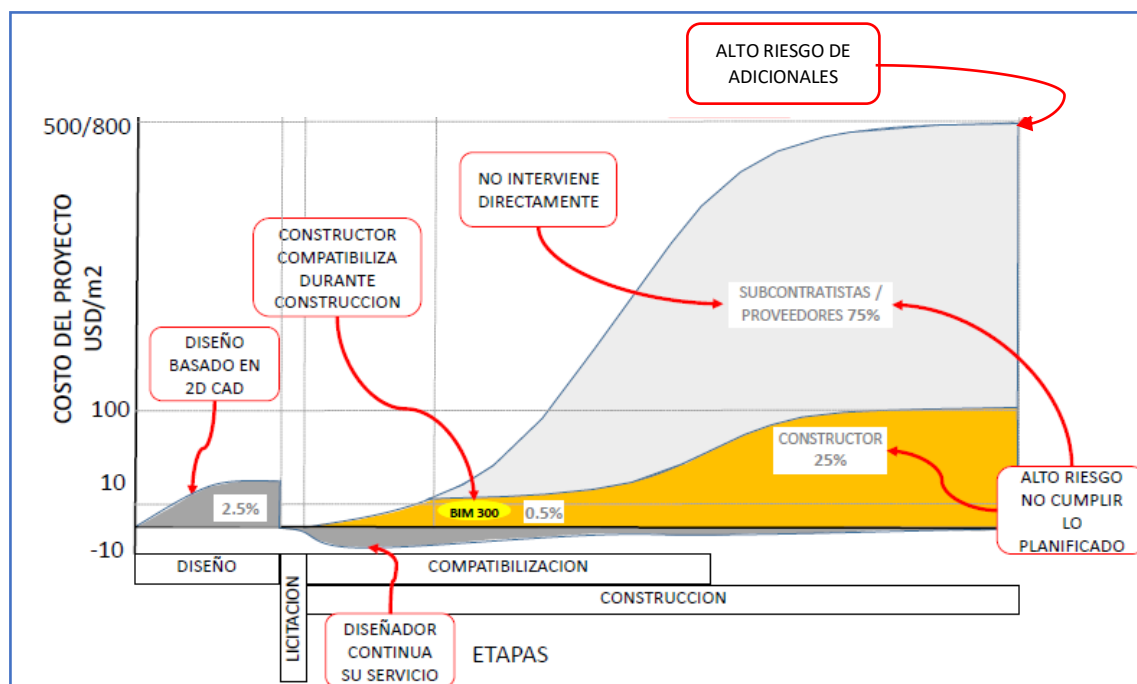 ALTO RIESGO DE
ADICIONALES
500/800
NO INTERVIENE
DIRECTAMENTE
CONSTRUCTOR
COMPATIBILIZA
DURANTE
CONSTRUCCION
COSTO DEL PROYECTO
USD/m2
SUBCONTRATISTAS /
PROVEEDORES 75%
DISEÑO
BASADO EN
2D CAD
100
CONSTRUCTOR
25%
10
2.5%
BIM 300
0.5%
ALTO RIESGO
NO CUMPLIR
LO
PLANIFICADO
-10
DISEÑO
COMPATIBILIZACION
LICITACION
CONSTRUCCION
DISEÑADOR
CONTINUA
SU SERVICIO
ETAPAS